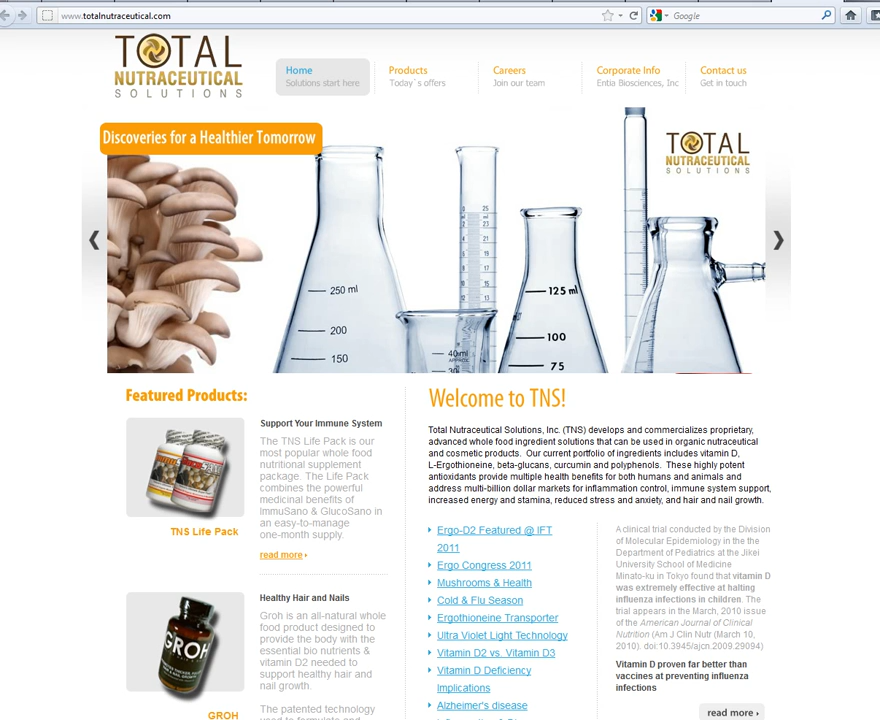 www.totalnutraceutical.com
Google
TOTAL
NUTRACEUTICAL
SOLUTIONS
Home
Solutions start here
Products
Today`s offers
Careers
Join our team
Corporate Info
Entia Biosciences, Inc
Contact us
Get in touch
Discoveries for a Healthier Tomorrow
TOTAL
NUTRACEUTICAL
SOLUTIONS
250 ml
200
150
125 ml
100
75
Featured Products:
Support Your Immune System
The TNS Life Pack is our
most popular whole food
nutritional supplement
package. The Life Pack
combines the powerful
medicinal benefits of
ImmuSano & GlucoSano in
an easy-to-manage
one-month supply.
TNS Life Pack
read more
Healthy Hair and Nails
Groh is an all-natural whole
food product designed to
provide the body with the
essential bio nutrients &
vitamin D2 needed to
support healthy hair and
nail growth.
The patented technology
GROH
GROH
Welcome to TNS!
Total Nutraceutical Solutions, Inc. (TNS) develops and commercializes proprietary,
advanced whole food ingredient solutions that can be used in organic nutraceutical
and cosmetic products. Our current portfolio of ingredients includes vitamin D,
L-Ergothioneine, beta-glucans, curcumin and polyphenols. These highly potent
antioxidants provide multiple health benefits for both humans and animals and
address multi-billion dollar markets for inflammation control, immune system support,
increased energy and stamina, reduced stress and anxiety, and hair and nail growth.
Ergo-D2 Featured @ IFT
2011
Ergo Congress 2011
Mushrooms & Health
Cold & Flu Season
Ergothioneine Transporter
Ultra Violet Light Technology
Vitamin D2 vs. Vitamin D3
Vitamin D Deficiency
Implications
Alzheimer's disease
A clinical trial conducted by the Division
of Molecular Epidemiology in the the
Department of Pediatrics at the Jikei
University School of Medicine
Minato-ku in Tokyo found that vitamin D
was extremely effective at halting
influenza infections in children. The
trial appears in the March, 2010 issue
of the American Journal of Clinical
Nutrition (Am J Clin Nutr (March 10,
2010). doi:10.3945/ajcn.2009.29094)
Vitamin D proven far better than
vaccines at preventing influenza
infections
read more